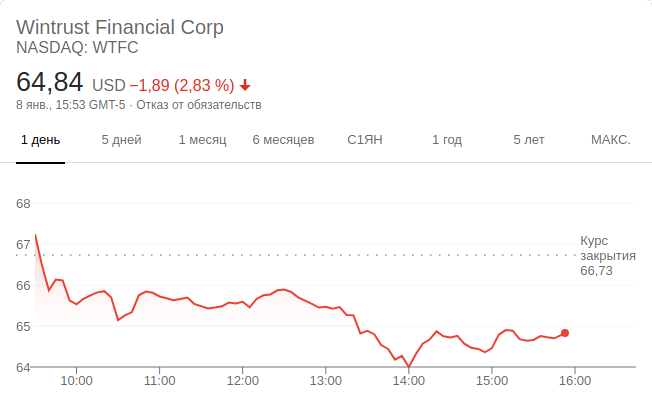 Wintrust Financial Corp
NASDAQ: WTFC
64,84 USD −1,89 (2,83 %)
8 янв., 15:53 GMT-5 · Отказ от обязательств
1 день 5 дней 1 месяц 6 месяцев С1ЯН 1 год 5 лет МАКС.
68
67
66
65
64
Курс
закрытия
66,73
10:00 11:00 12:00 13:00 14:00 15:00 16:00